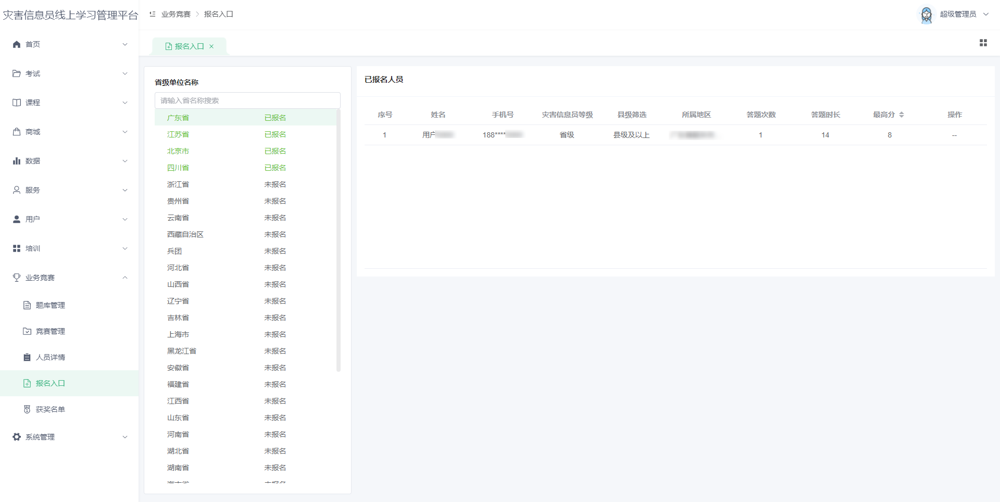 灾害信息员线上学习管理平台
业务竞赛 报名入口
超级管理员
首页
考试
课程
商城
数据
服务
用户
培训
业务竞赛
题库管理
竞赛管理
人员详情
报名入口
获奖名单
系统管理
报名入口
省级单位名称
请输入省名称搜索
广东省 已报名
江苏省 已报名
北京市 已报名
四川省 已报名
浙江省 未报名
贵州省 未报名
云南省 未报名
西藏自治区 未报名
兵团 未报名
河北省 未报名
山西省 未报名
辽宁省 未报名
吉林省 未报名
上海市 未报名
黑龙江省 未报名
安徽省 未报名
福建省 未报名
江西省 未报名
山东省 未报名
河南省 未报名
湖北省 未报名
湖南省 未报名
已报名人员
序号 姓名 手机号 灾害信息员等级 县级筛选 所属地区 答题次数 答题时长 最高分 操作
1 用户 188**** 省级 县级及以上 1 14 8 --